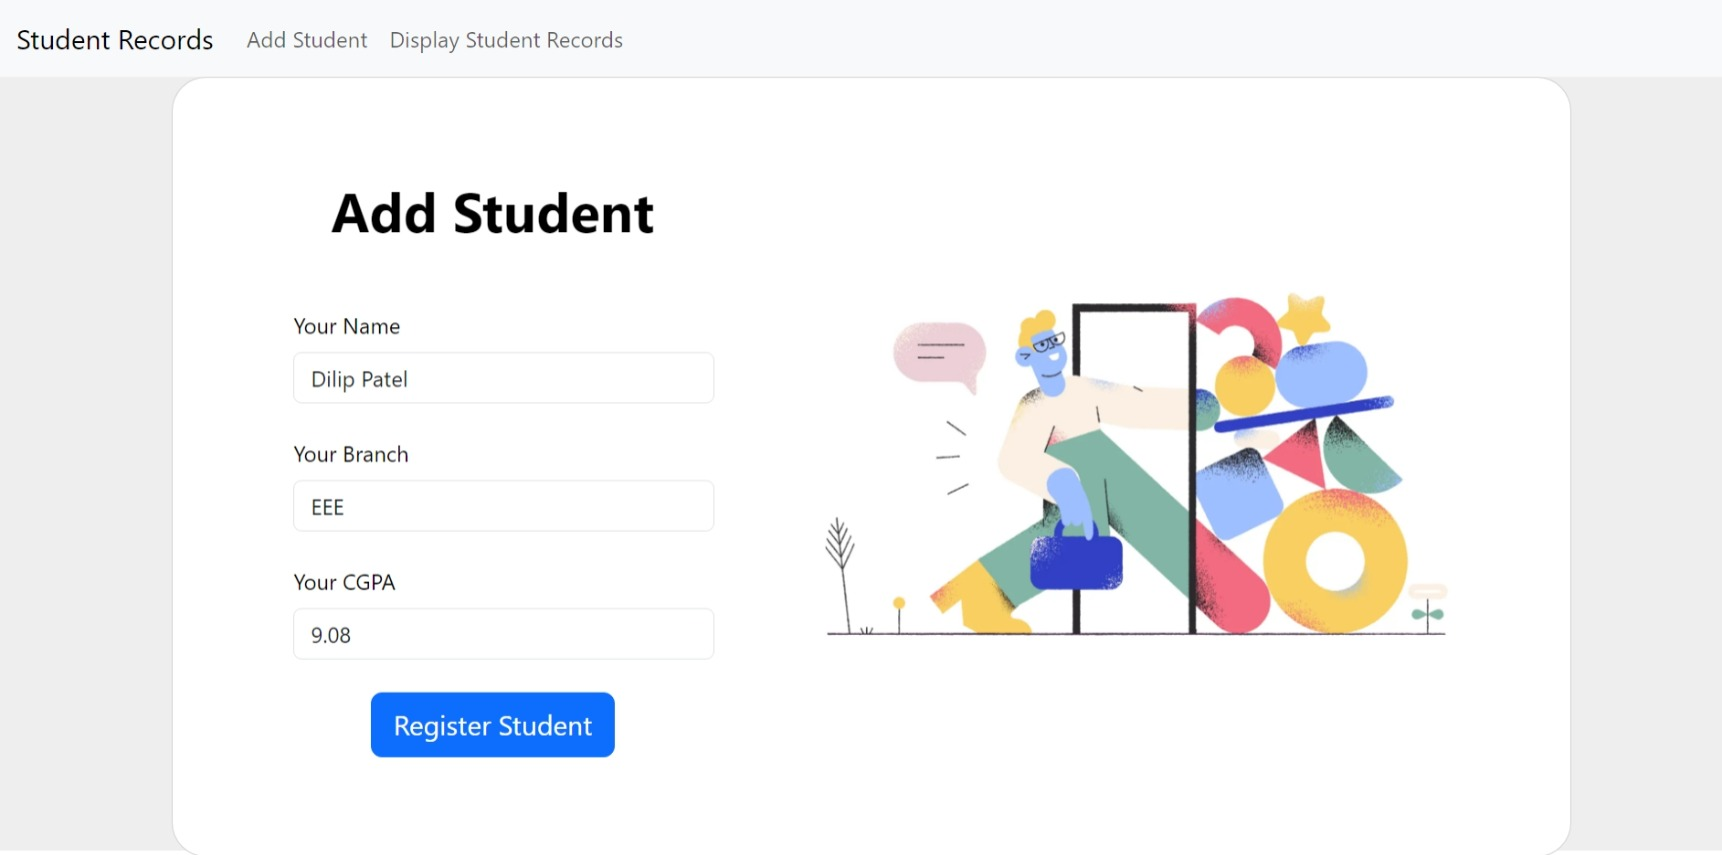 Student Records Add Student Display Student Records
Add Student
Your Name
Dilip Patel
Your Branch
EEE
Your CGPA
9.08
Register Student